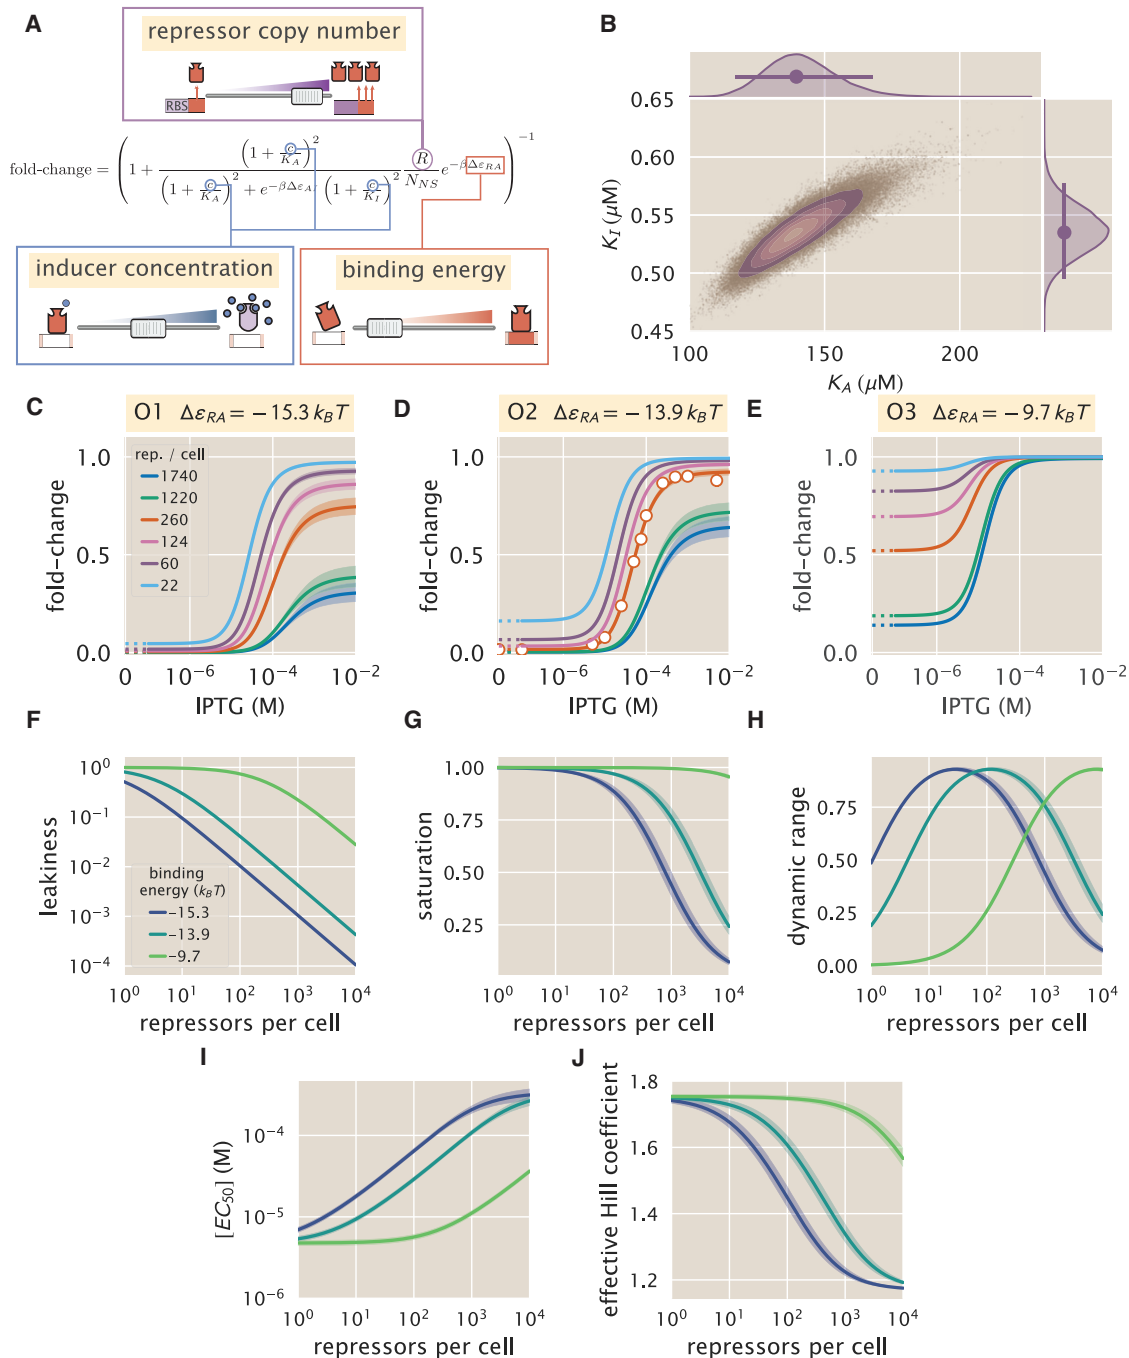 A
repressor copy number
RBS
fold-change = ( 1 + (1 + c/K_A)^2 / ( (1 + c/K_A)^2 + e^{−βΔε_{AI}} (1 + c/K_I)^2 ) R/N_{NS} e^{−βΔε_{RA}} )^{−1}
inducer concentration
binding energy
B
0.65
0.60
0.55
0.50
0.45
K_I (μM)
100
150
200
K_A (μM)
C
O1 Δε_RA = −15.3 k_BT
1.0
0.5
0.0
fold–change
rep. / cell
1740
1220
260
124
60
22
0
10^−6
10^−4
10^−2
IPTG (M)
D
O2 Δε_RA = −13.9 k_BT
1.0
0.5
0.0
fold–change
0
10^−6
10^−4
10^−2
IPTG (M)
E
O3 Δε_RA = −9.7 k_BT
1.0
0.5
0.0
fold–change
0
10^−6
10^−4
10^−2
IPTG (M)
F
10^0
10^−1
10^−2
10^−3
10^−4
leakiness
binding
energy (k_BT)
–15.3
–13.9
–9.7
10^0
10^1
10^2
10^3
10^4
repressors per cell
G
1.00
0.75
0.50
0.25
saturation
10^0
10^1
10^2
10^3
10^4
repressors per cell
H
0.75
0.50
0.25
0.00
dynamic range
10^0
10^1
10^2
10^3
10^4
repressors per cell
I
10^−4
10^−5
10^−6
[EC_50] (M)
10^0
10^1
10^2
10^3
10^4
repressors per cell
J
1.8
1.6
1.4
1.2
effective Hill coefficient
10^0
10^1
10^2
10^3
10^4
repressors per cell